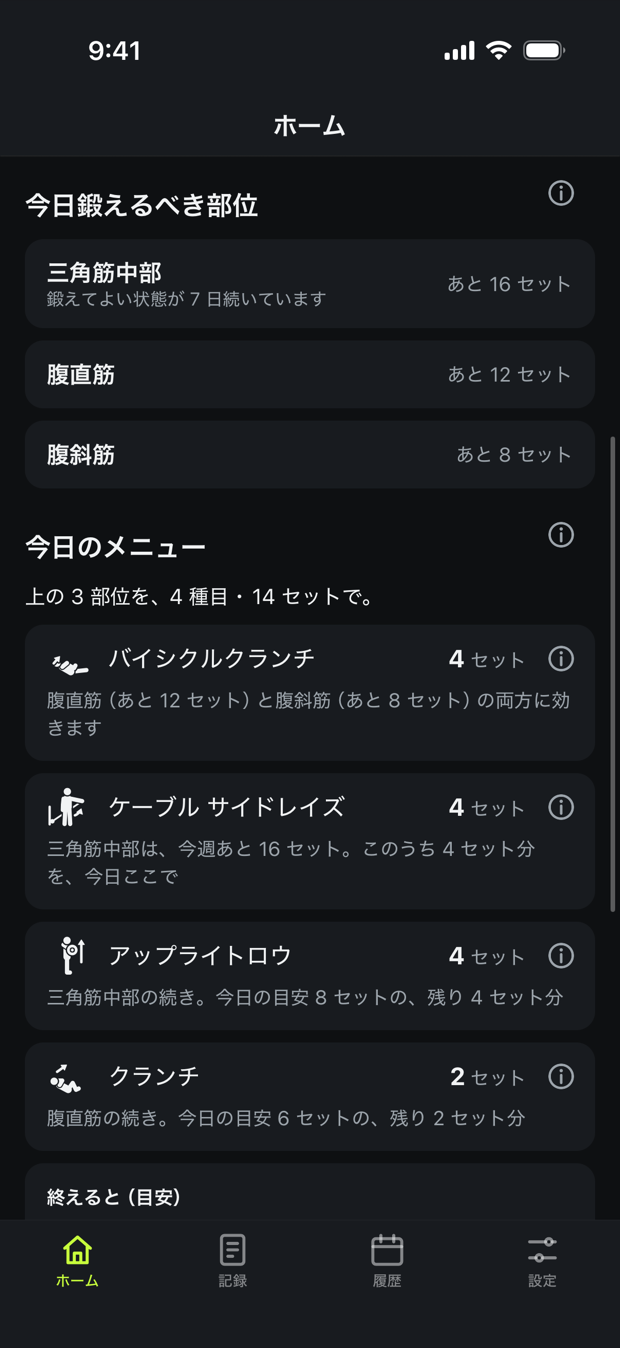 9:41
ホーム
今日鍛えるべき部位
三角筋中部
鍛えてよい状態が 7 日続いています
あと 16 セット
腹直筋
あと 12 セット
腹斜筋
あと 8 セット
今日のメニュー
上の 3 部位を、4 種目・14 セットで。
バイシクルクランチ
4 セット
腹直筋（あと 12 セット）と腹斜筋（あと 8 セット）の両方に効
きます
ケーブル サイドレイズ
4 セット
三角筋中部は、今週あと 16 セット。このうち 4 セット分
を、今日ここで
アップライトロウ
4 セット
三角筋中部の続き。今日の目安 8 セットの、残り 4 セット分
クランチ
2 セット
腹直筋の続き。今日の目安 6 セットの、残り 2 セット分
終えると（目安）
ホーム
記録
履歴
設定